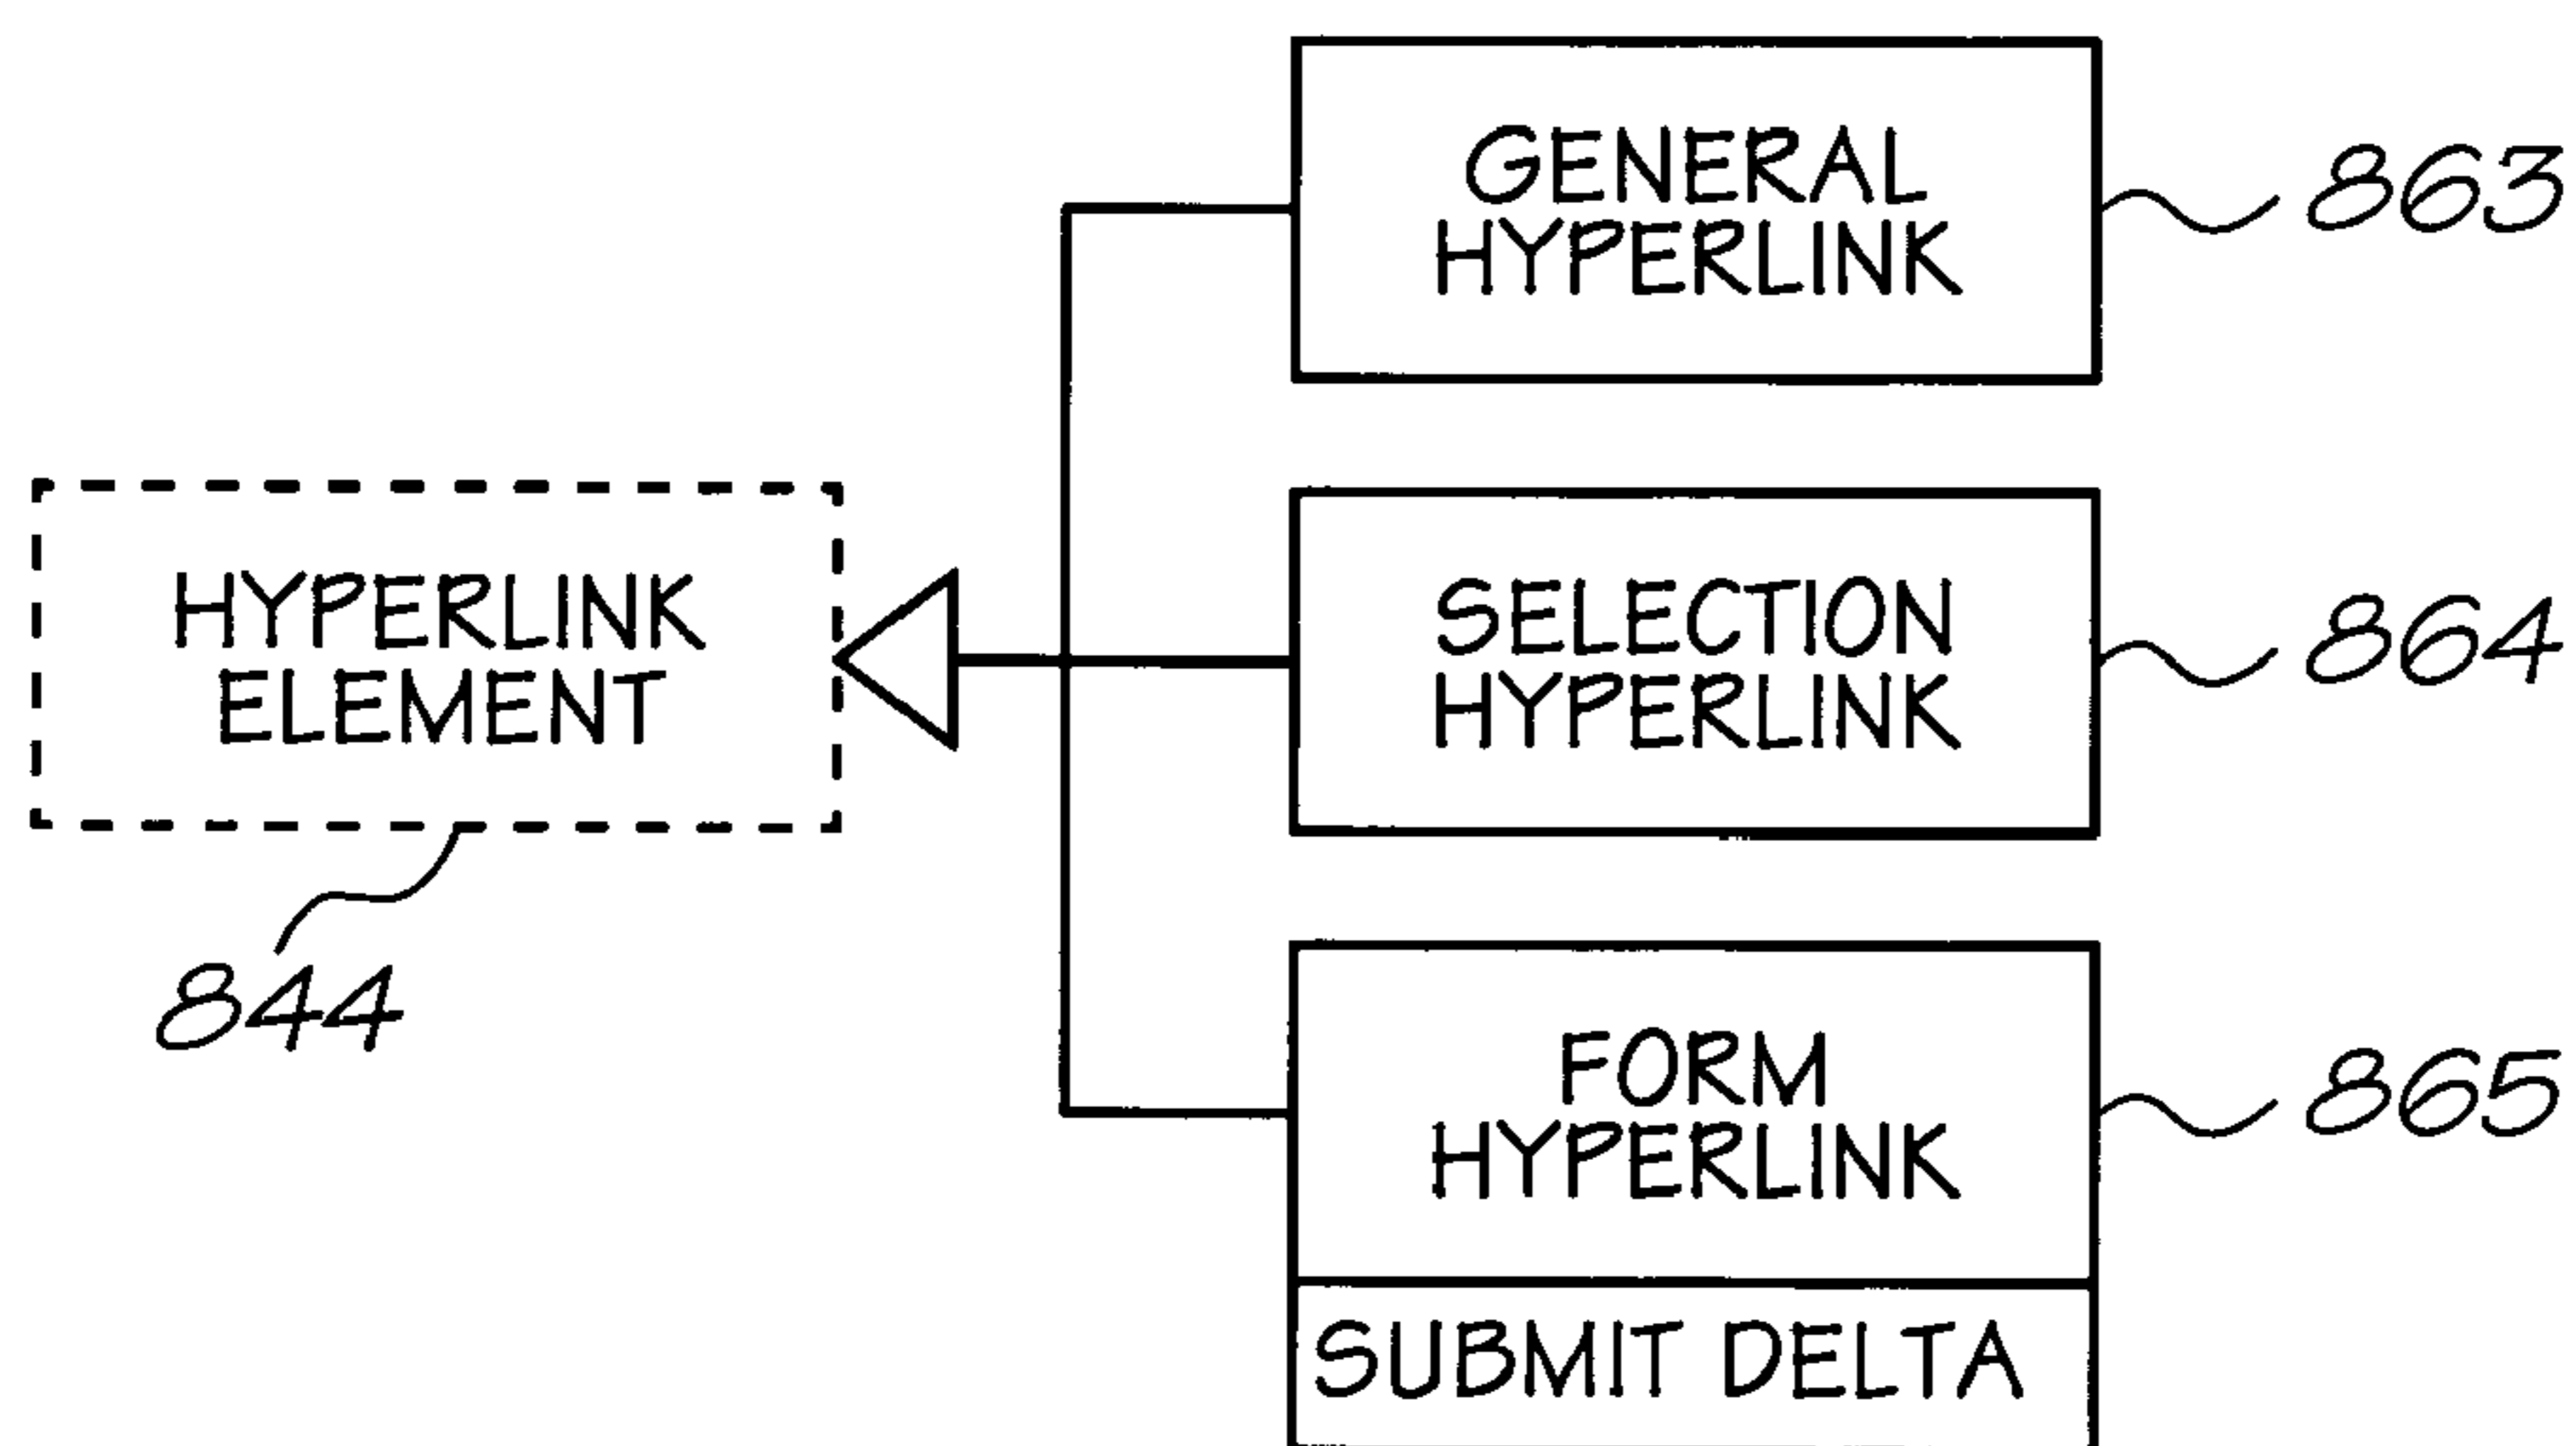 GENERAL
HYPERLINK
863
HYPERLINK
ELEMENT
844
SELECTION
HYPERLINK
864
FORM
HYPERLINK
865
SUBMIT DELTA